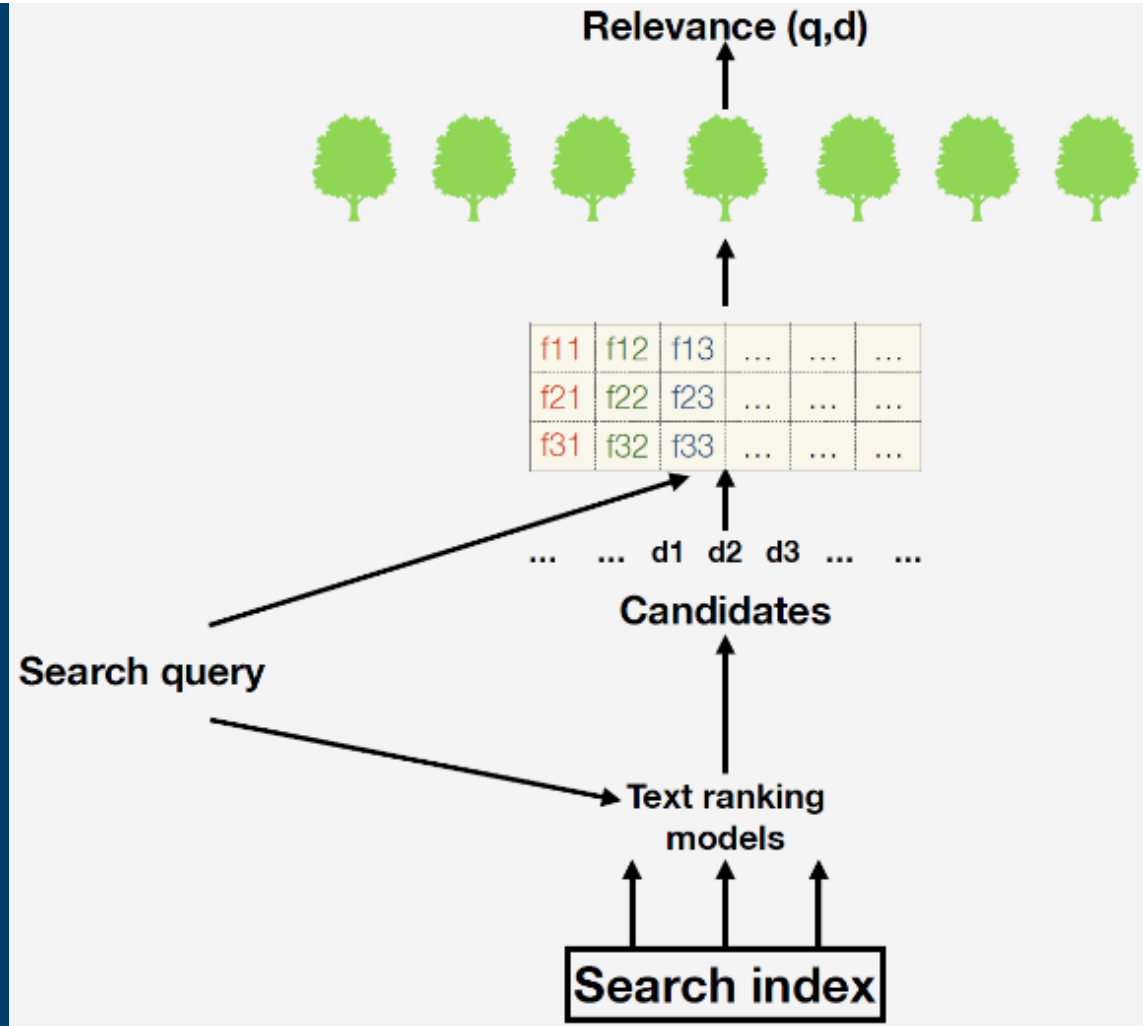 Relevance (q,d)
f11 f12 f13 ... ... ...
f21 f22 f23 ... ... ...
f31 f32 f33 ... ... ...
... ... d1 d2 d3 ... ...
Candidates
Search query
Text ranking
models
Search index